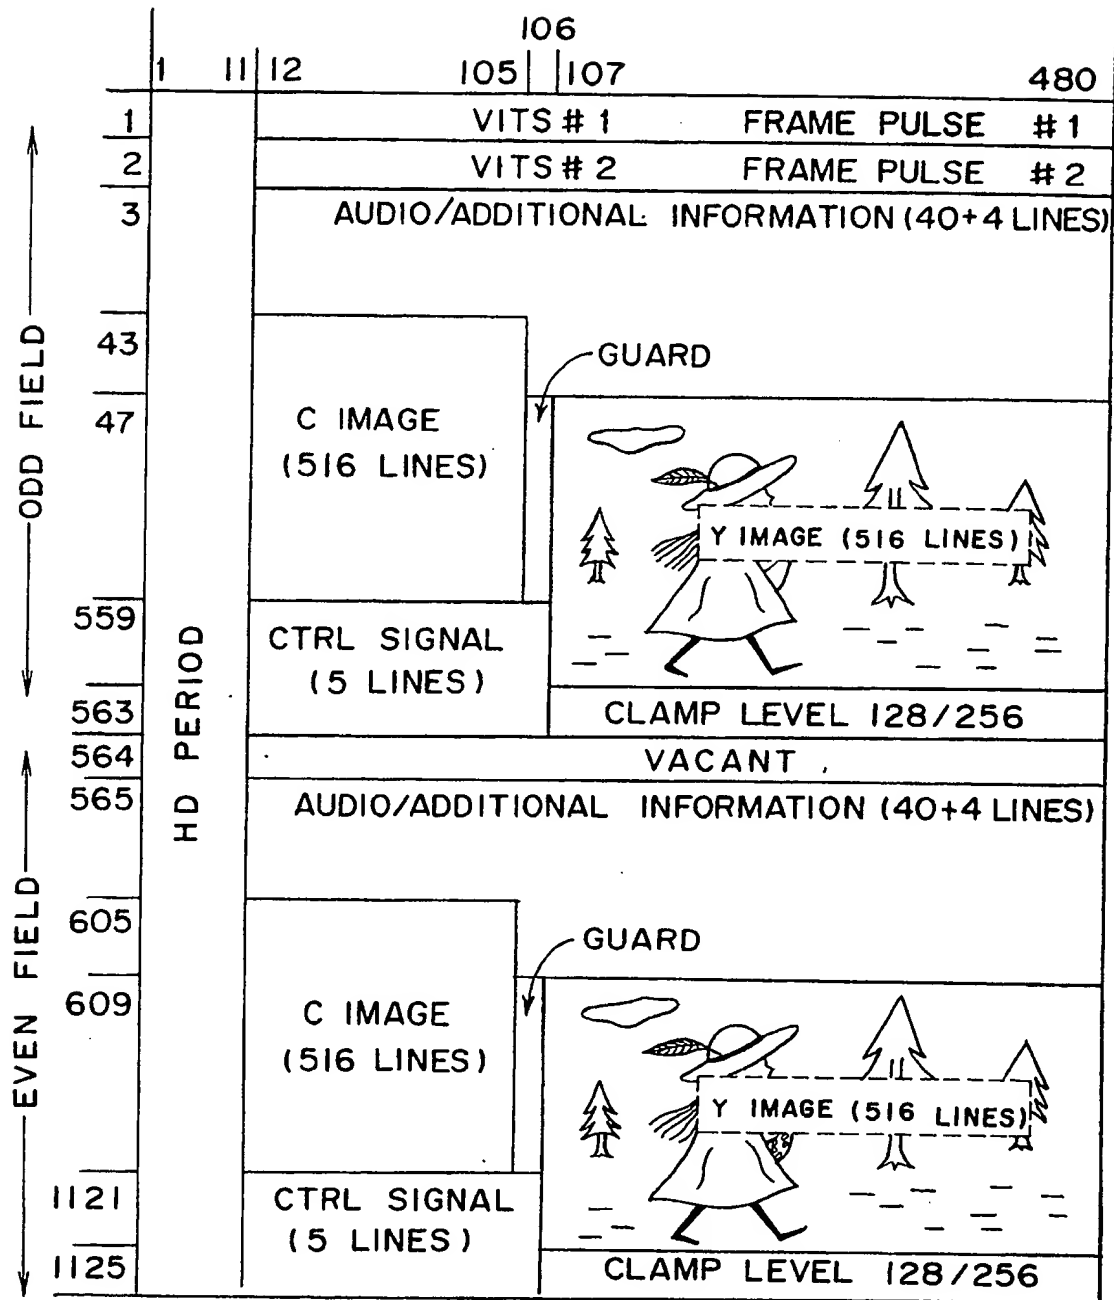 106
1 11 12 105 107 480
1 VITS # 1 FRAME PULSE # 1
2 VITS # 2 FRAME PULSE # 2
3 AUDIO/ADDITIONAL INFORMATION (40+4 LINES)
ODD FIELD
43
GUARD
47
C IMAGE
(516 LINES)
Y IMAGE (516 LINES)
559
CTRL SIGNAL
(5 LINES)
HD PERIOD
563 CLAMP LEVEL 128/256
564 VACANT
565 AUDIO/ADDITIONAL INFORMATION (40+4 LINES)
EVEN FIELD
605
GUARD
609
C IMAGE
(516 LINES)
Y IMAGE (516 LINES)
1121
CTRL SIGNAL
(5 LINES)
1125 CLAMP LEVEL 128/256